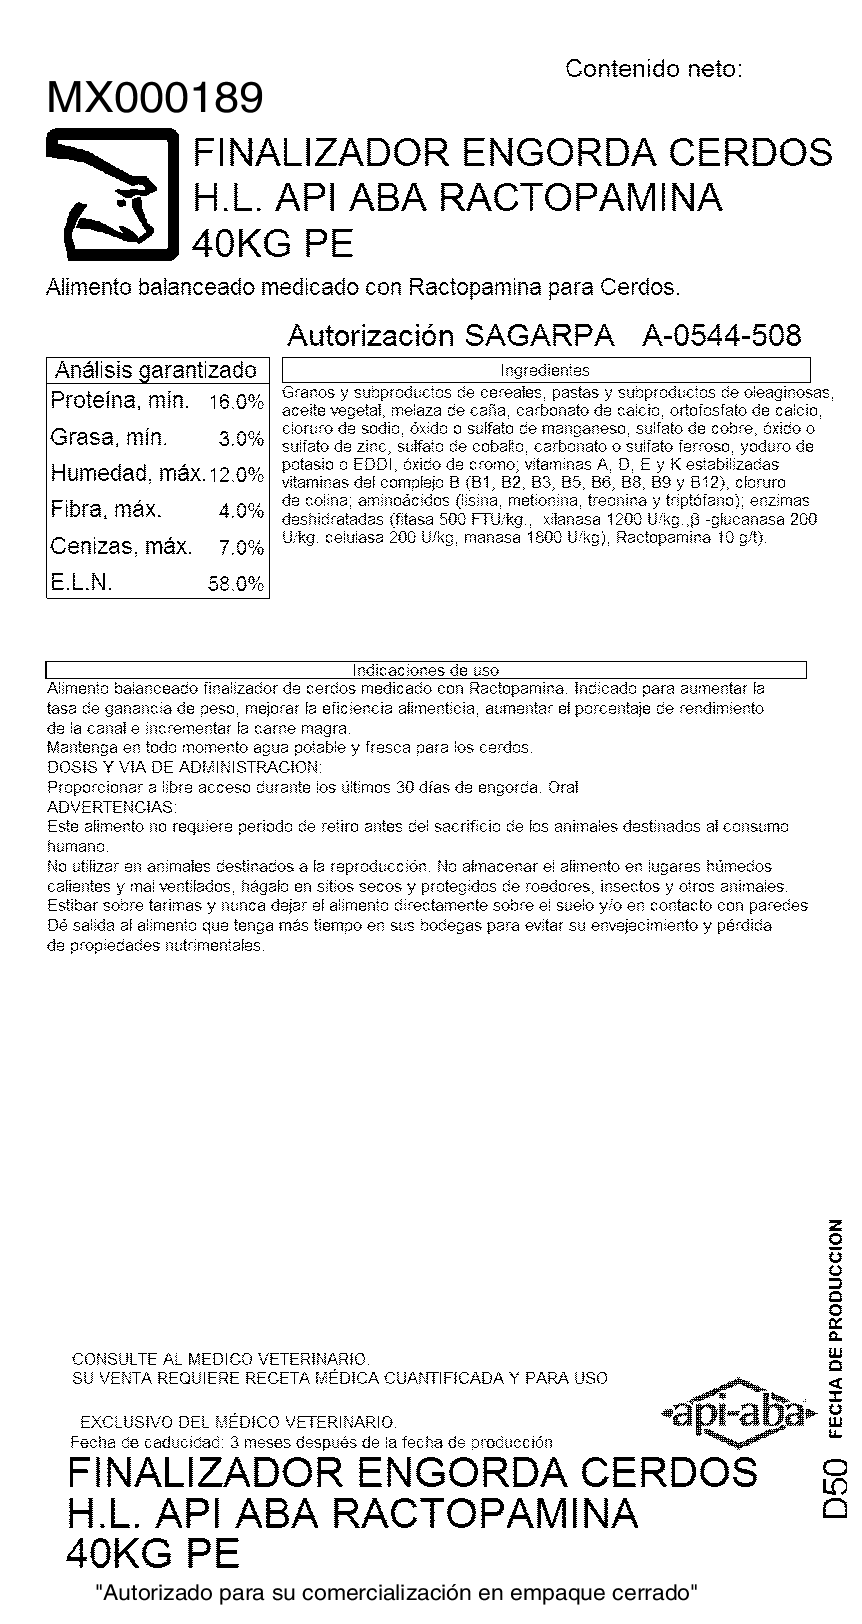 Contenido neto:
MX000189
FINALIZADOR ENGORDA CERDOS
H.L. API ABA RACTOPAMINA
40KG PE
Alimento balanceado medicado con Ractopamina para Cerdos.
Autorización SAGARPA A-0544-508
Análisis garantizado
Proteína, mín. 16.0%
Grasa, mín. 3.0%
Humedad, máx. 12.0%
Fibra, máx. 4.0%
Cenizas, máx. 7.0%
E.L.N. 58.0%
Ingredientes
Granos y subproductos de cereales, pastas y subproductos de oleaginosas,
aceite vegetal, melaza de caña, carbonato de calcio, ortofosfato de calcio,
cloruro de sodio, óxido o sulfato de manganeso, sulfato de cobre, óxido o
sulfato de zinc, sulfato de cobalto, carbonato o sulfato ferroso, yoduro de
potasio o EDDI, óxido de cromo; vitaminas A, D, E y K estabilizadas
vitaminas del complejo B (B1, B2, B3, B5, B6, B8, B9 y B12), cloruro
de colina; aminoácidos (lisina, metionina, treonina y triptófano); enzimas
deshidratadas (fitasa 500 FTU/kg., xilanasa 1200 U/kg.,β -glucanasa 200
U/kg. celulasa 200 U/kg, manasa 1800 U/kg), Ractopamina 10 g/t).
Indicaciones de uso
Alimento balanceado finalizador de cerdos medicado con Ractopamina. Indicado para aumentar la
tasa de ganancia de peso, mejorar la eficiencia alimenticia, aumentar el porcentaje de rendimiento
de la canal e incrementar la carne magra.
Mantenga en todo momento agua potable y fresca para los cerdos.
DOSIS Y VIA DE ADMINISTRACION:
Proporcionar a libre acceso durante los últimos 30 días de engorda. Oral
ADVERTENCIAS:
Este alimento no requiere periodo de retiro antes del sacrificio de los animales destinados al consumo
humano.
No utilizar en animales destinados a la reproducción. No almacenar el alimento en lugares húmedos
calientes y mal ventilados, hágalo en sitios secos y protegidos de roedores, insectos y otros animales.
Estibar sobre tarimas y nunca dejar el alimento directamente sobre el suelo y/o en contacto con paredes
Dé salida al alimento que tenga más tiempo en sus bodegas para evitar su envejecimiento y pérdida
de propiedades nutrimentales.
FECHA DE PRODUCCION
D50
CONSULTE AL MEDICO VETERINARIO.
SU VENTA REQUIERE RECETA MÉDICA CUANTIFICADA Y PARA USO
EXCLUSIVO DEL MÉDICO VETERINARIO.
api-aba
Fecha de caducidad: 3 meses después de la fecha de producción
FINALIZADOR ENGORDA CERDOS
H.L. API ABA RACTOPAMINA
40KG PE
"Autorizado para su comercialización en empaque cerrado"